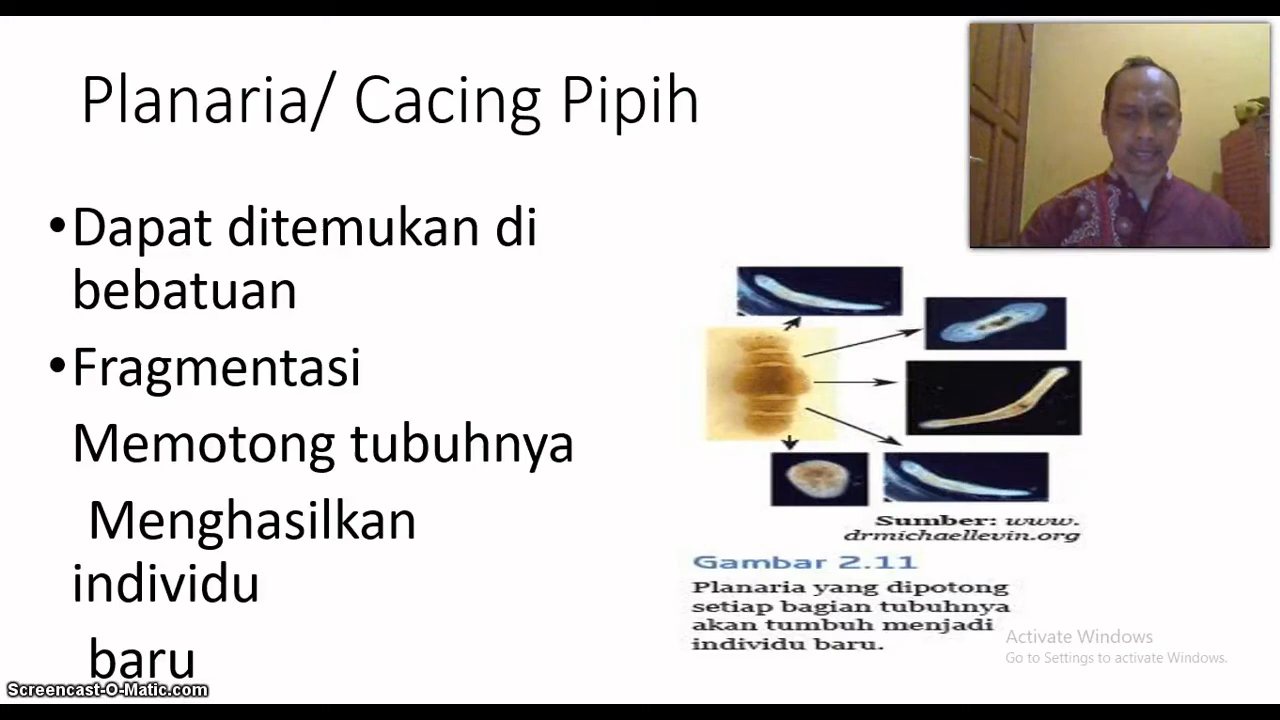 Planaria/ Cacing Pipih
•Dapat ditemukan di
bebatuan
•Fragmentasi
Memotong tubuhnya
Menghasilkan
individu
baru
Sumber: www.
drmichaellevin.org
Gambar 2.11
Planaria yang dipotong
setiap bagian tubuhnya
akan tumbuh menjadi
individu baru.
Activate Windows
Go to Settings to activate Windows.
Screencast-O-Matic.com